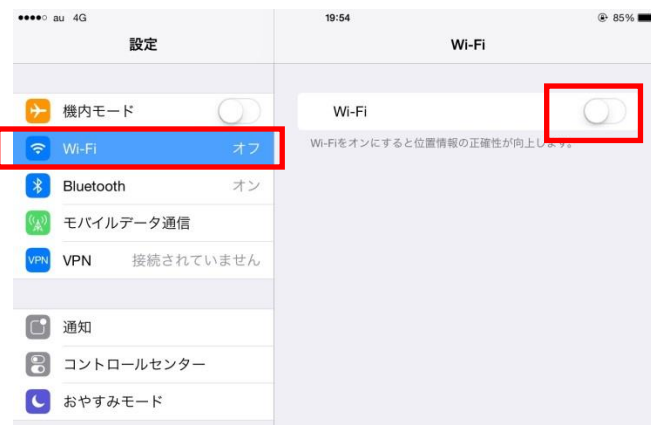 au 4G 19:54 85%
設定 Wi-Fi
機内モード
Wi-Fi オフ
Bluetooth オン
モバイルデータ通信
VPN VPN 接続されていません
通知
コントロールセンター
おやすみモード
Wi-Fi
Wi-Fiをオンにすると位置情報の正確性が向上します。